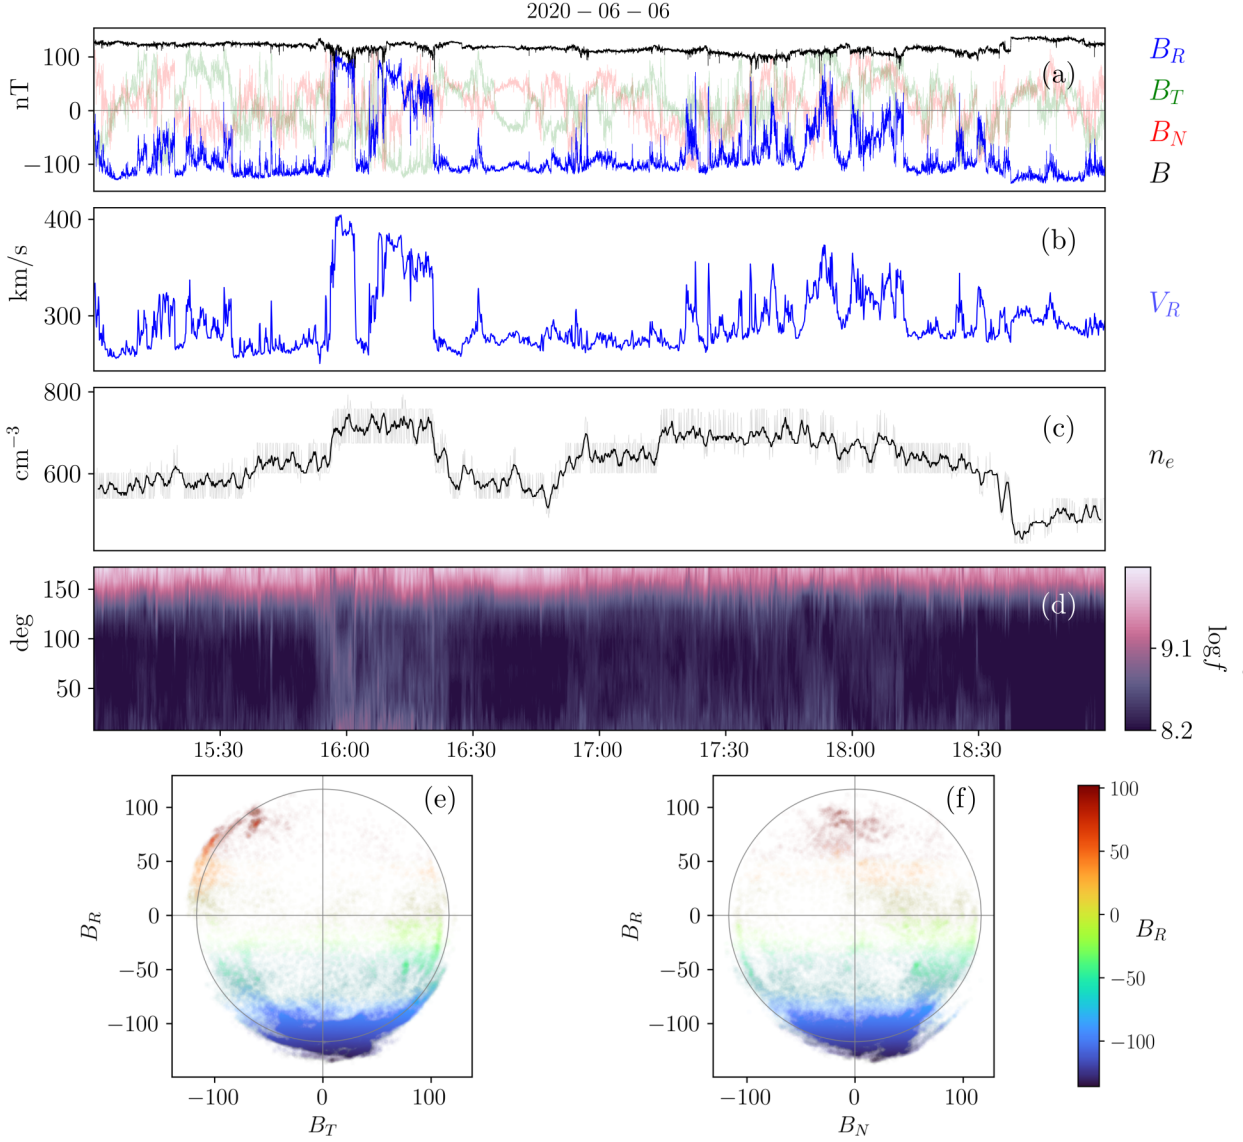 2020 − 06 − 06
nT
100
0
−100
(a)
B_R
B_T
B_N
B
km/s
400
300
(b)
V_R
cm⁻³
800
600
(c)
n_e
deg
150
100
50
(d)
9.1
8.2
log f
15:30 16:00 16:30 17:00 17:30 18:00 18:30
(e)
B_R
100
50
0
−50
−100
−100 0 100
B_T
(f)
B_R
100
50
0
−50
−100
−100 0 100
B_N
100
50
0
−50
−100
B_R